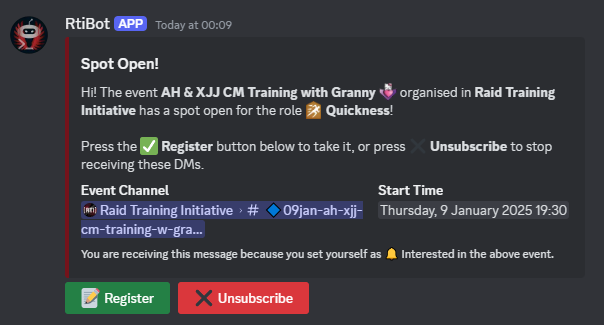 RtiBot APP Today at 00:09
Spot Open!
Hi! The event AH & XJJ CM Training with Granny organised in Raid Training
Initiative has a spot open for the role Quickness!
Press the Register button below to take it, or press Unsubscribe to stop
receiving these DMs.
Event Channel Start Time
Raid Training Initiative › # 09jan-ah-xjj- Thursday, 9 January 2025 19:30
cm-training-w-gra...
You are receiving this message because you set yourself as Interested in the above event.
Register Unsubscribe